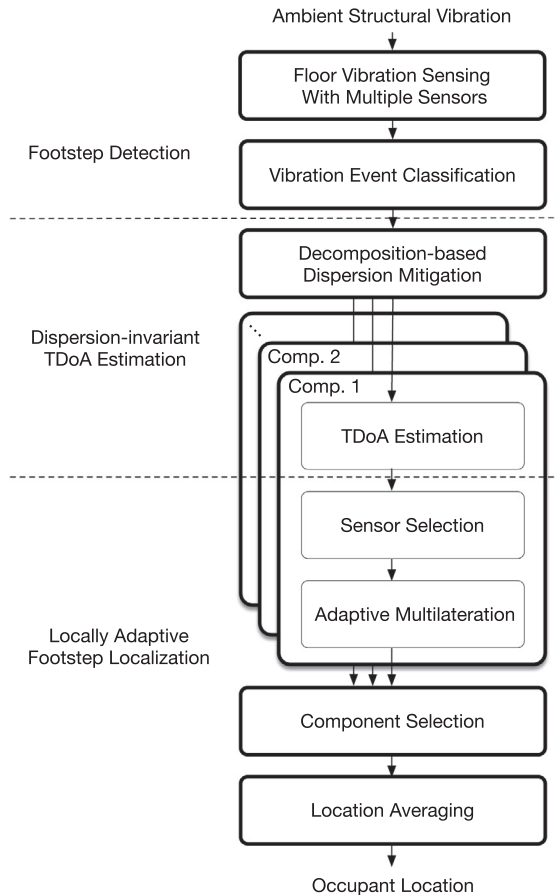 Ambient Structural Vibration
Floor Vibration Sensing
With Multiple Sensors
Footstep Detection
Vibration Event Classification
Decomposition-based
Dispersion Mitigation
Dispersion-invariant
TDoA Estimation
...
Comp. 2
Comp. 1
TDoA Estimation
Sensor Selection
Adaptive Multilateration
Locally Adaptive
Footstep Localization
Component Selection
Location Averaging
Occupant Location